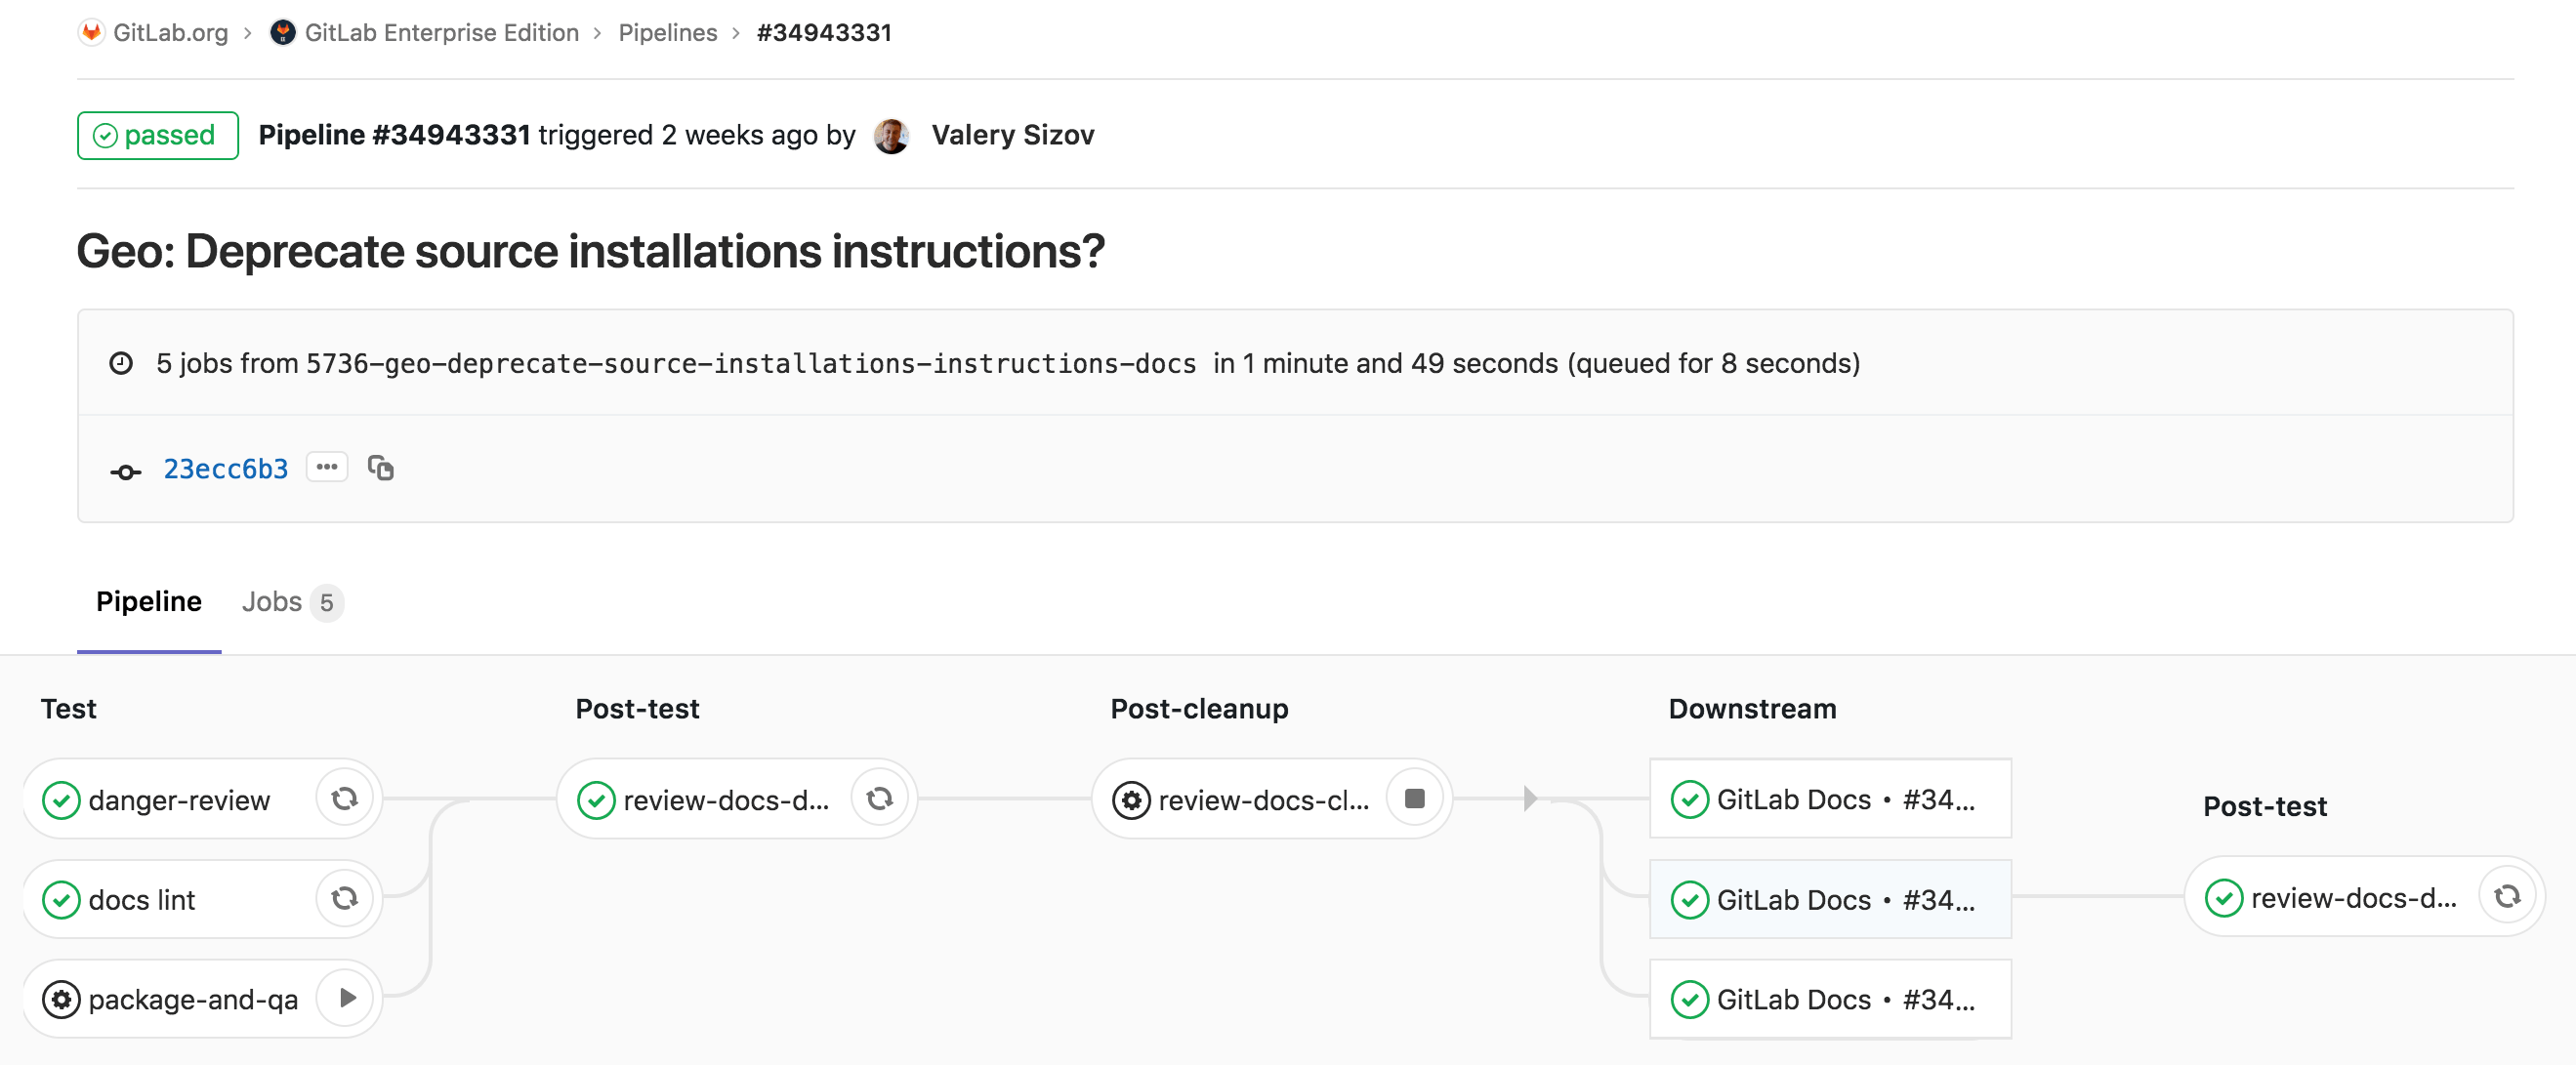 GitLab.org › GitLab Enterprise Edition › Pipelines › #34943331
passed Pipeline #34943331 triggered 2 weeks ago by Valery Sizov
Geo: Deprecate source installations instructions?
5 jobs from 5736-geo-deprecate-source-installations-instructions-docs in 1 minute and 49 seconds (queued for 8 seconds)
23ecc6b3 •••
Pipeline Jobs 5
Test
danger-review
docs lint
package-and-qa
Post-test
review-docs-d...
Post-cleanup
review-docs-cl...
Downstream
GitLab Docs • #34...
GitLab Docs • #34...
GitLab Docs • #34...
Post-test
review-docs-d...